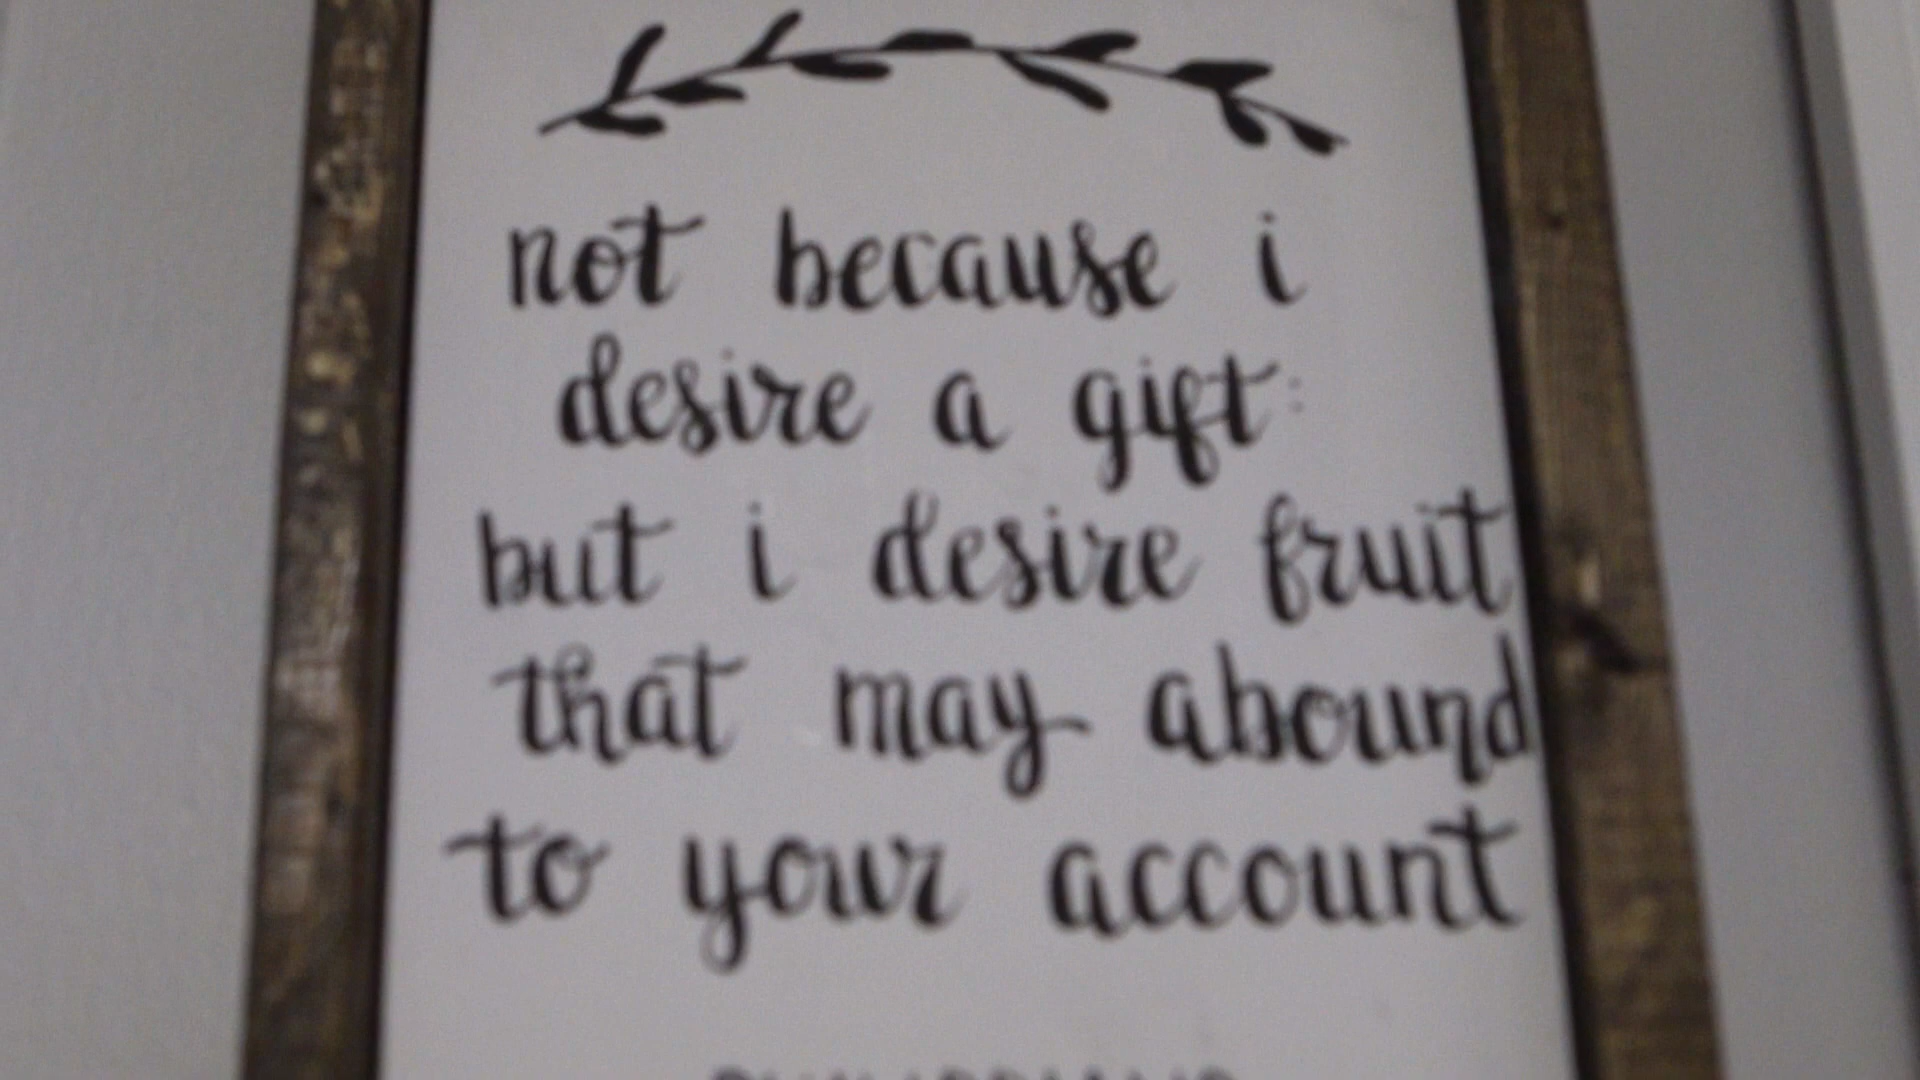 not because i
desire a gift:
but i desire fruit
that may abound
to your account